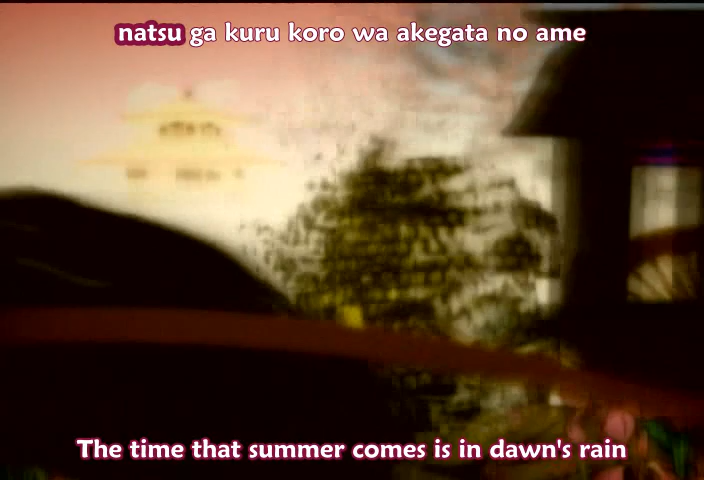 natsu ga kuru koro wa akegata no ame
The time that summer comes is in dawn's rain